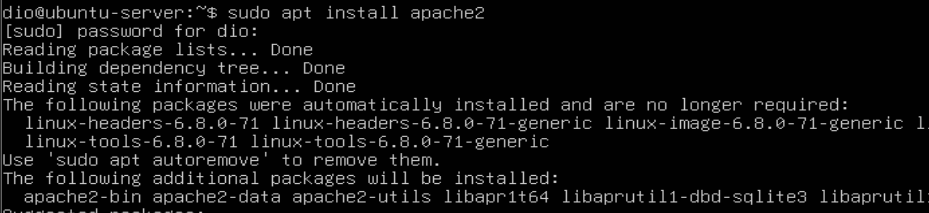 dio@ubuntu-server:~$ sudo apt install apache2
[sudo] password for dio:
Reading package lists... Done
Building dependency tree... Done
Reading state information... Done
The following packages were automatically installed and are no longer required:
  linux-headers-6.8.0-71 linux-headers-6.8.0-71-generic linux-image-6.8.0-71-generic l
  linux-tools-6.8.0-71 linux-tools-6.8.0-71-generic
Use 'sudo apt autoremove' to remove them.
The following additional packages will be installed:
  apache2-bin apache2-data apache2-utils libapr1t64 libaprutil1-dbd-sqlite3 libaprutil
Suggested packages: